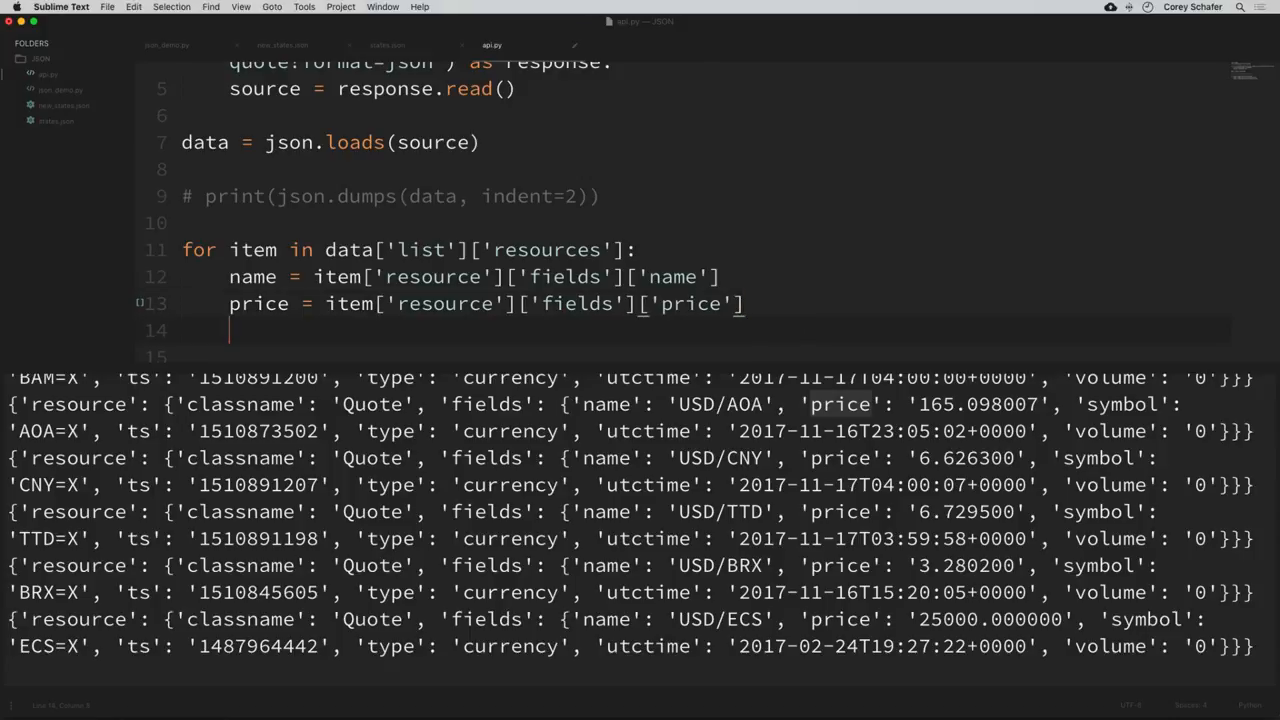 Sublime Text File Edit Selection Find View Goto Tools Project Window Help Corey Schafer
api.py — JSON
FOLDERS
JSON
api.py
json_demo.py
new_states.json
states.json
json_demo.py new_states.json states.json api.py
quote?format=json") as response:
5 source = response.read()
6
7 data = json.loads(source)
8
9 # print(json.dumps(data, indent=2))
10
11 for item in data['list']['resources']:
12 name = item['resource']['fields']['name']
13 price = item['resource']['fields']['price']
14
15
'BAM=X', 'ts': '1510891200', 'type': 'currency', 'utctime': '2017-11-17T04:00:00+0000', 'volume': '0'}}}
{'resource': {'classname': 'Quote', 'fields': {'name': 'USD/AOA', 'price': '165.098007', 'symbol':
'AOA=X', 'ts': '1510873502', 'type': 'currency', 'utctime': '2017-11-16T23:05:02+0000', 'volume': '0'}}}
{'resource': {'classname': 'Quote', 'fields': {'name': 'USD/CNY', 'price': '6.626300', 'symbol':
'CNY=X', 'ts': '1510891207', 'type': 'currency', 'utctime': '2017-11-17T04:00:07+0000', 'volume': '0'}}}
{'resource': {'classname': 'Quote', 'fields': {'name': 'USD/TTD', 'price': '6.729500', 'symbol':
'TTD=X', 'ts': '1510891198', 'type': 'currency', 'utctime': '2017-11-17T03:59:58+0000', 'volume': '0'}}}
{'resource': {'classname': 'Quote', 'fields': {'name': 'USD/BRX', 'price': '3.280200', 'symbol':
'BRX=X', 'ts': '1510845605', 'type': 'currency', 'utctime': '2017-11-16T15:20:05+0000', 'volume': '0'}}}
{'resource': {'classname': 'Quote', 'fields': {'name': 'USD/ECS', 'price': '25000.000000', 'symbol':
'ECS=X', 'ts': '1487964442', 'type': 'currency', 'utctime': '2017-02-24T19:27:22+0000', 'volume': '0'}}}
UTF-8 Python